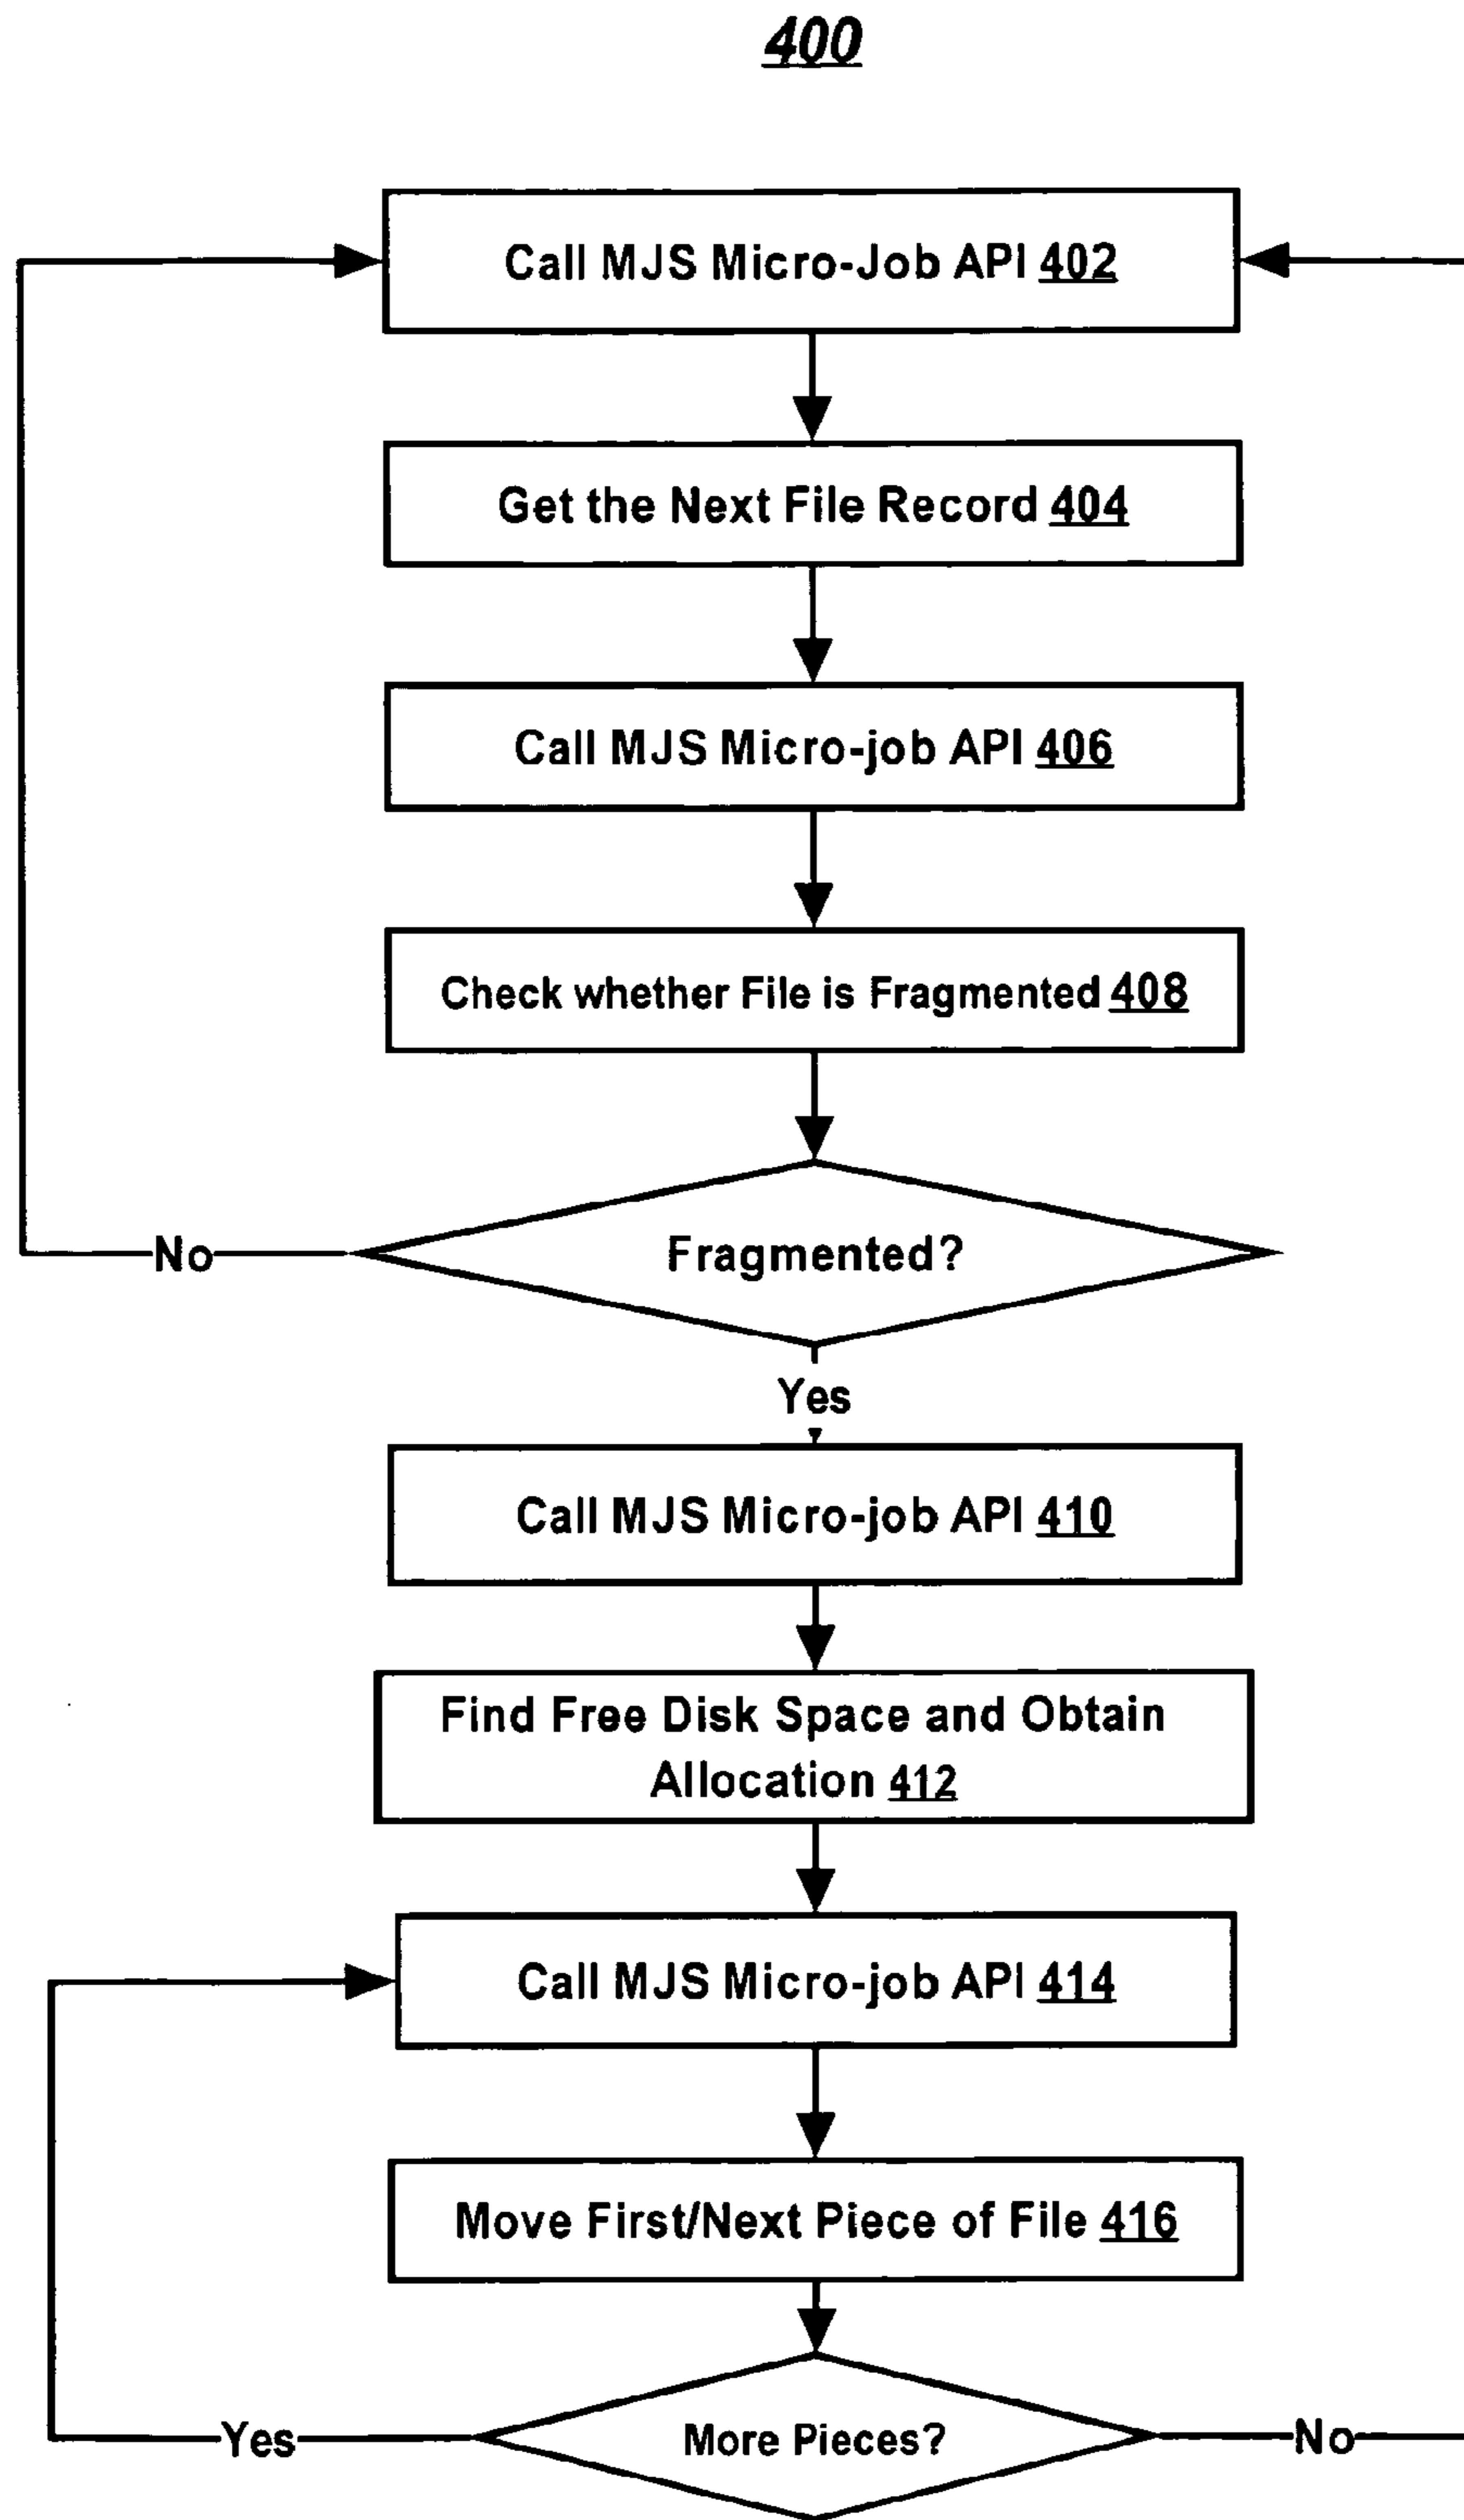 400
Call MJS Micro-Job API 402
Get the Next File Record 404
Call MJS Micro-job API 406
Check whether File is Fragmented 408
Fragmented?
No
Yes
Call MJS Micro-job API 410
Find Free Disk Space and Obtain
Allocation 412
Call MJS Micro-job API 414
Move First/Next Piece of File 416
More Pieces?
Yes
No